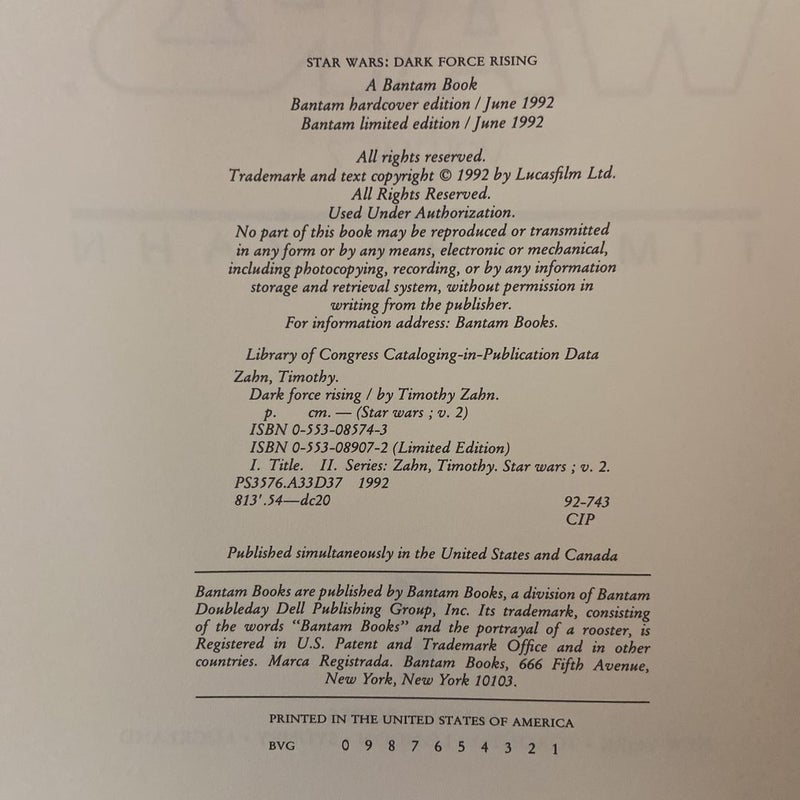 STAR WARS: DARK FORCE RISING
A Bantam Book
Bantam hardcover edition / June 1992
Bantam limited edition / June 1992
All rights reserved.
Trademark and text copyright © 1992 by Lucasfilm Ltd.
All Rights Reserved.
Used Under Authorization.
No part of this book may be reproduced or transmitted
in any form or by any means, electronic or mechanical,
including photocopying, recording, or by any information
storage and retrieval system, without permission in
writing from the publisher.
For information address: Bantam Books.
Library of Congress Cataloging-in-Publication Data
Zahn, Timothy.
Dark force rising / by Timothy Zahn.
p. cm. — (Star wars ; v. 2)
ISBN 0-553-08574-3
ISBN 0-553-08907-2 (Limited Edition)
I. Title. II. Series: Zahn, Timothy. Star wars ; v. 2.
PS3576.A33D37 1992
813'.54—dc20 92-743
CIP
Published simultaneously in the United States and Canada
Bantam Books are published by Bantam Books, a division of Bantam
Doubleday Dell Publishing Group, Inc. Its trademark, consisting
of the words "Bantam Books" and the portrayal of a rooster, is
Registered in U.S. Patent and Trademark Office and in other
countries. Marca Registrada. Bantam Books, 666 Fifth Avenue,
New York, New York 10103.
PRINTED IN THE UNITED STATES OF AMERICA
BVG 0 9 8 7 6 5 4 3 2 1